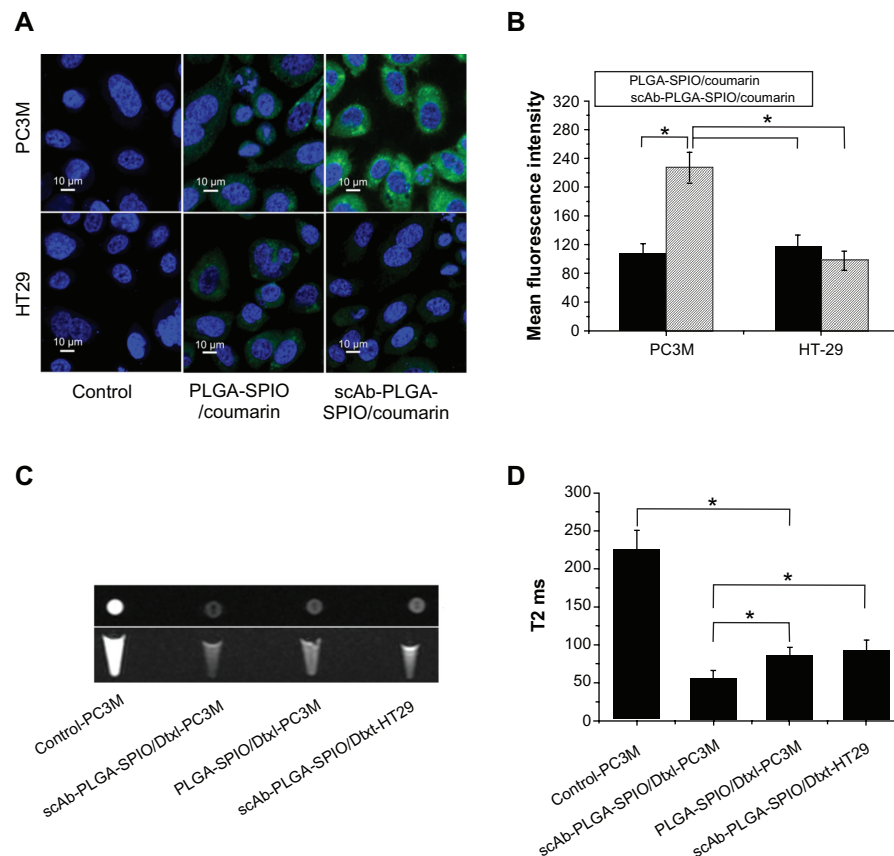 A
PC3M
10 µm
10 µm
10 µm
HT29
10 µm
10 µm
10 µm
Control
PLGA-SPIO
/coumarin
scAb-PLGA-
SPIO/coumarin
B
PLGA-SPIO/coumarin
scAb-PLGA-SPIO/coumarin
Mean fluorescence intensity
320
280
240
200
160
120
80
40
0
*
*
PC3M
HT-29
C
Control-PC3M
scAb-PLGA-SPIO/Dtxl-PC3M
PLGA-SPIO/Dtxl-PC3M
scAb-PLGA-SPIO/Dtxt-HT29
D
T2 ms
300
250
200
150
100
50
0
*
*
*
Control-PC3M
scAb-PLGA-SPIO/Dtxl-PC3M
PLGA-SPIO/Dtxl-PC3M
scAb-PLGA-SPIO/Dtxt-HT29